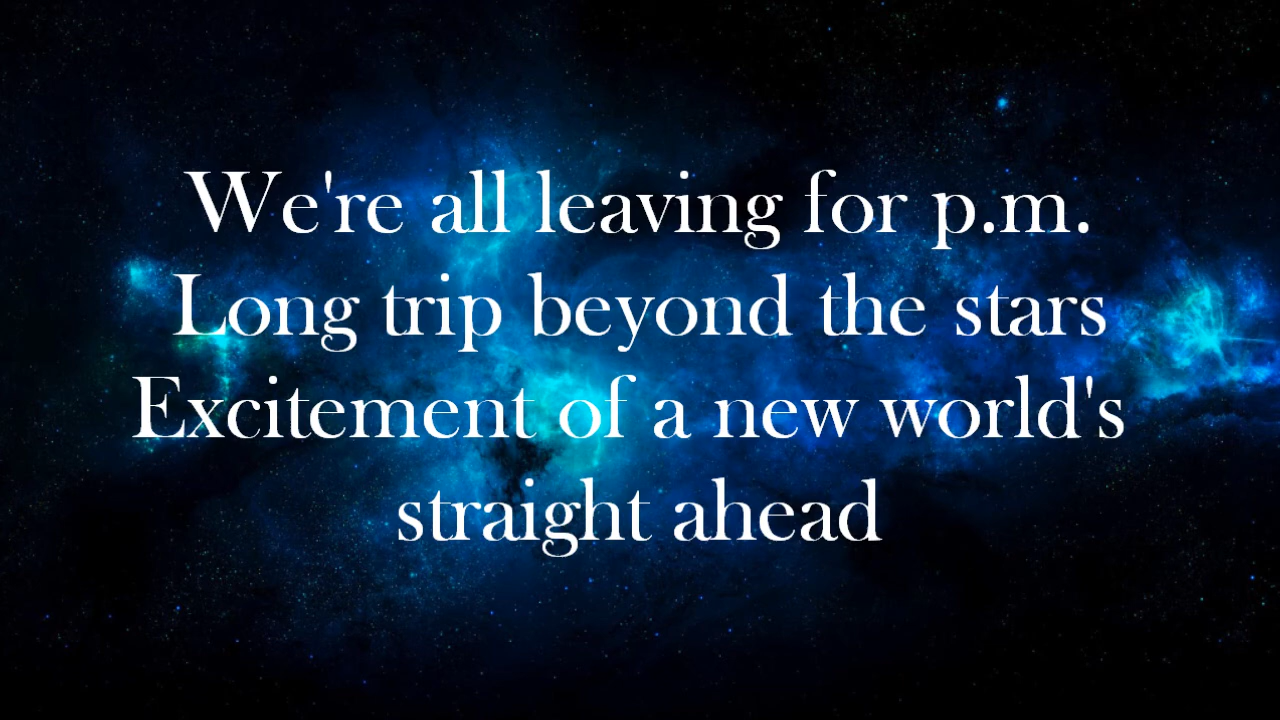 We're all leaving for p.m.
Long trip beyond the stars
Excitement of a new world's
straight ahead